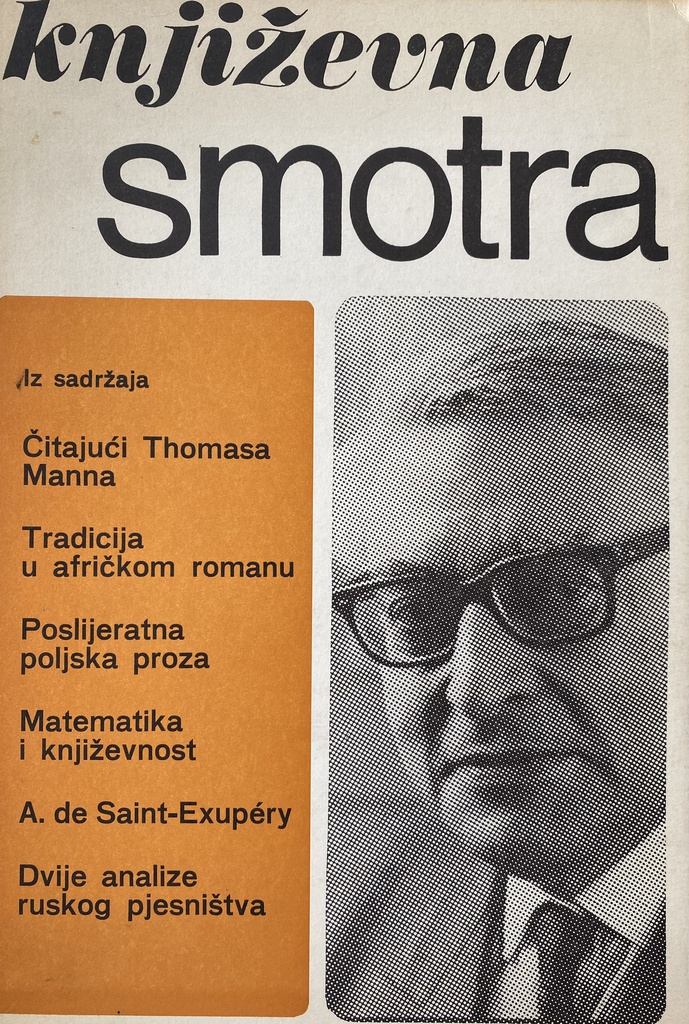 književna
smotra
Iz sadržaja
Čitajući Thomasa
Manna
Tradicija
u afričkom romanu
Poslijeratna
poljska proza
Matematika
i književnost
A. de Saint-Exupéry
Dvije analize
ruskog pjesništva